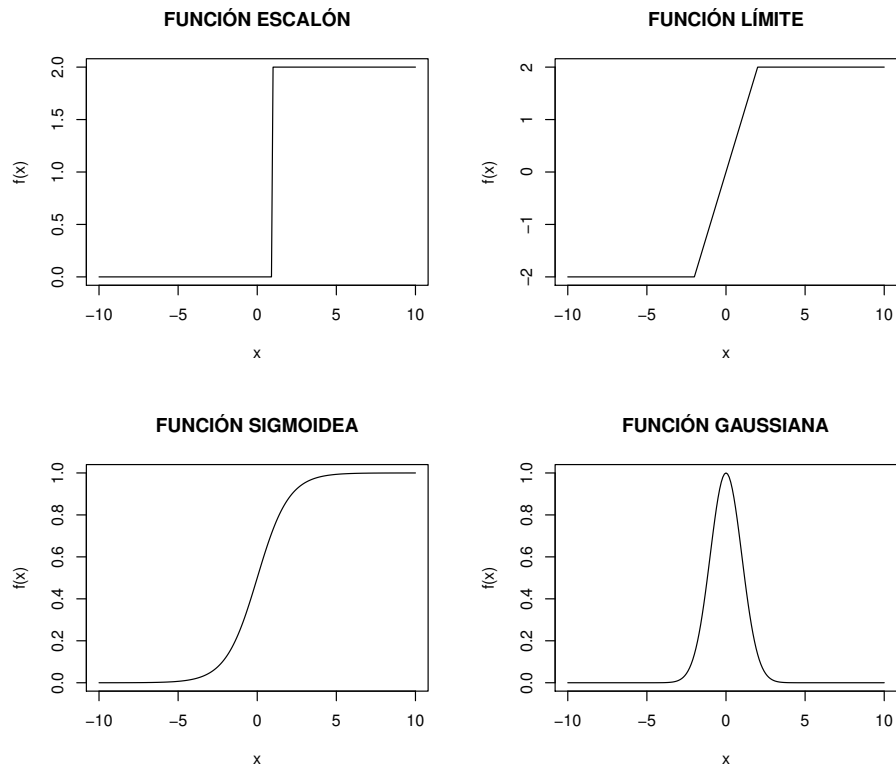 FUNCIÓN ESCALÓN
f(x)
2.0
1.5
1.0
0.5
0.0
−10 −5 0 5 10
x
FUNCIÓN LÍMITE
f(x)
2
1
0
−1
−2
−10 −5 0 5 10
x
FUNCIÓN SIGMOIDEA
f(x)
1.0
0.8
0.6
0.4
0.2
0.0
−10 −5 0 5 10
x
FUNCIÓN GAUSSIANA
f(x)
1.0
0.8
0.6
0.4
0.2
0.0
−10 −5 0 5 10
x